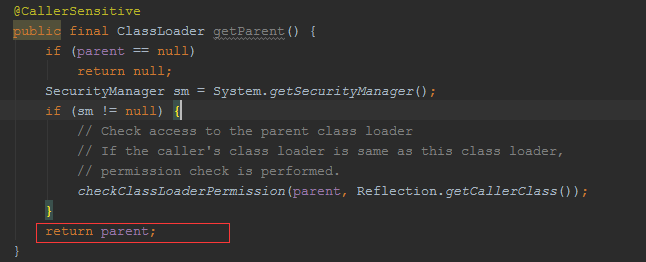 @CallerSensitive
public final ClassLoader getParent() {
    if (parent == null)
        return null;
    SecurityManager sm = System.getSecurityManager();
    if (sm != null) {
        // Check access to the parent class loader
        // If the caller's class loader is same as this class loader,
        // permission check is performed.
        checkClassLoaderPermission(parent, Reflection.getCallerClass());
    }
    return parent;
}